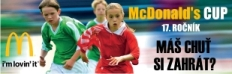 McDonald's CUP
17. ROČNÍK
MÁŠ CHUŤ
SI ZAHRÁT?
i'm lovin' it